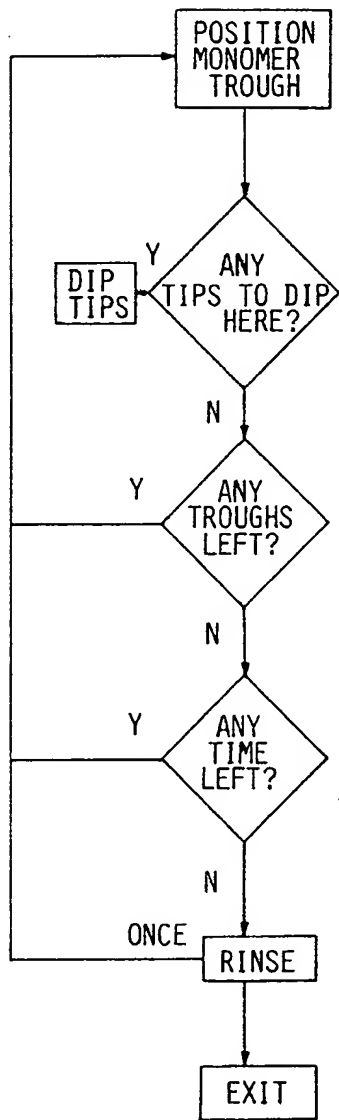 POSITION
MONOMER
TROUGH
Y
ANY
TIPS TO DIP
HERE?
DIP
TIPS
N
Y
ANY
TROUGHS
LEFT?
N
Y
ANY
TIME
LEFT?
N
ONCE
RINSE
EXIT